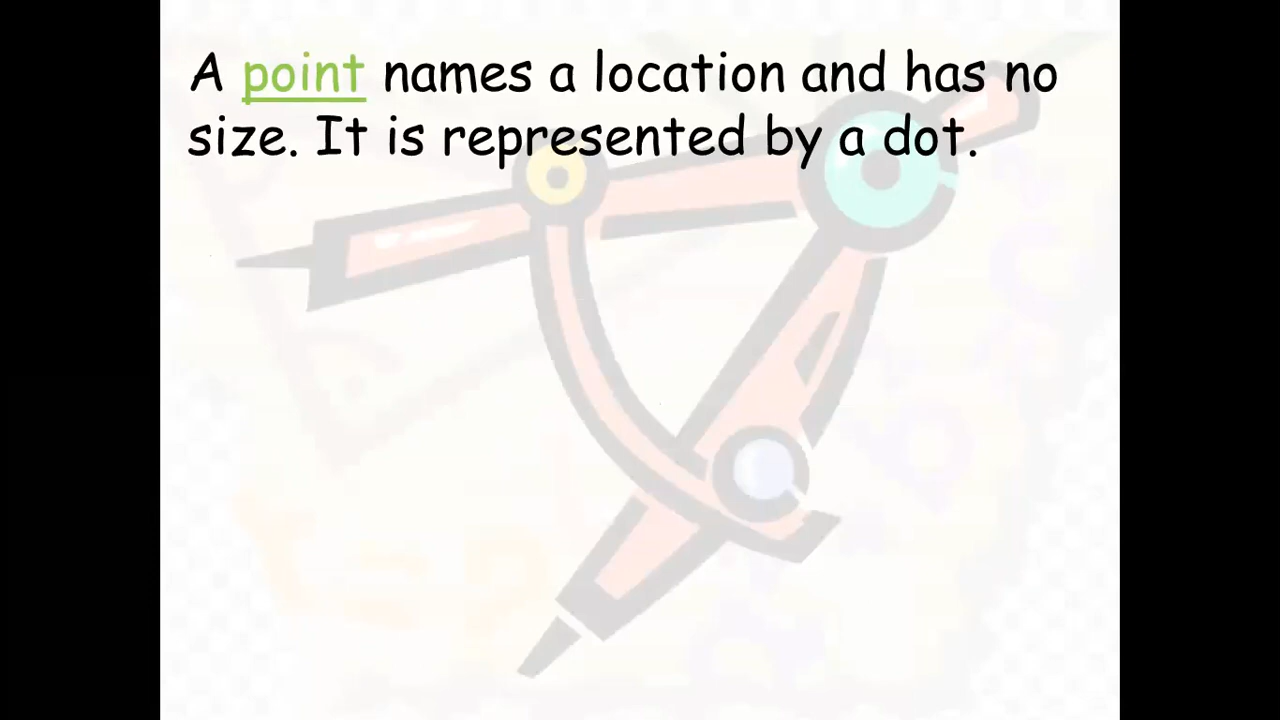 A point names a location and has no
size. It is represented by a dot.